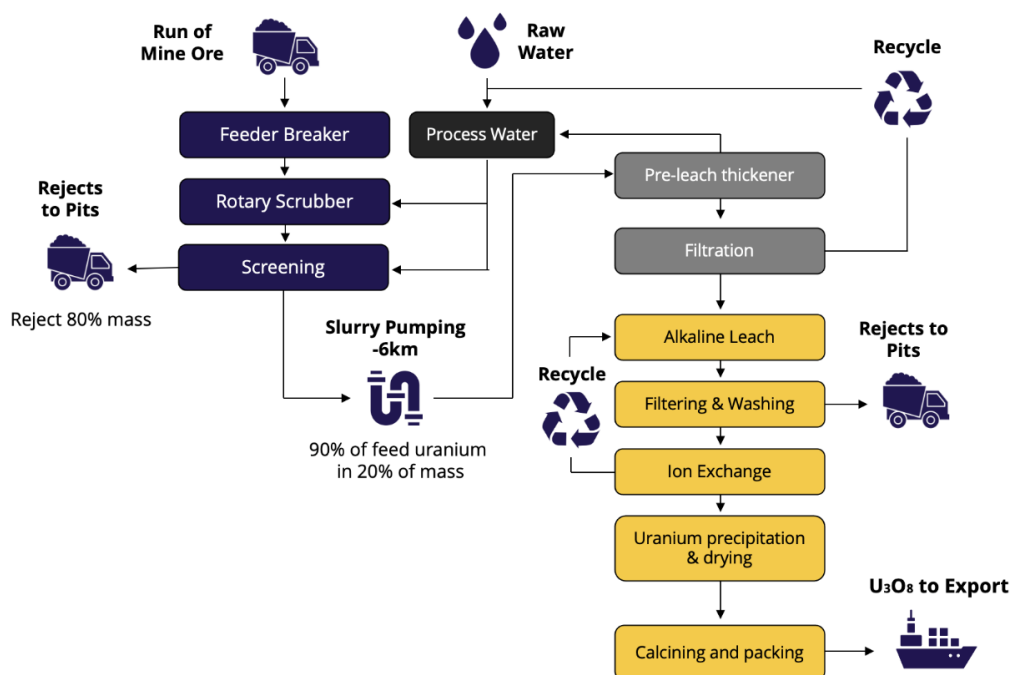 Run of
Mine Ore
Raw
Water
Recycle
Feeder Breaker
Process Water
Pre-leach thickener
Rejects
to Pits
Rotary Scrubber
Filtration
Screening
Reject 80% mass
Slurry Pumping
-6km
Alkaline Leach
Rejects to
Pits
Recycle
Filtering & Washing
90% of feed uranium
in 20% of mass
Ion Exchange
Uranium precipitation
& drying
U₃O₈ to Export
Calcining and packing